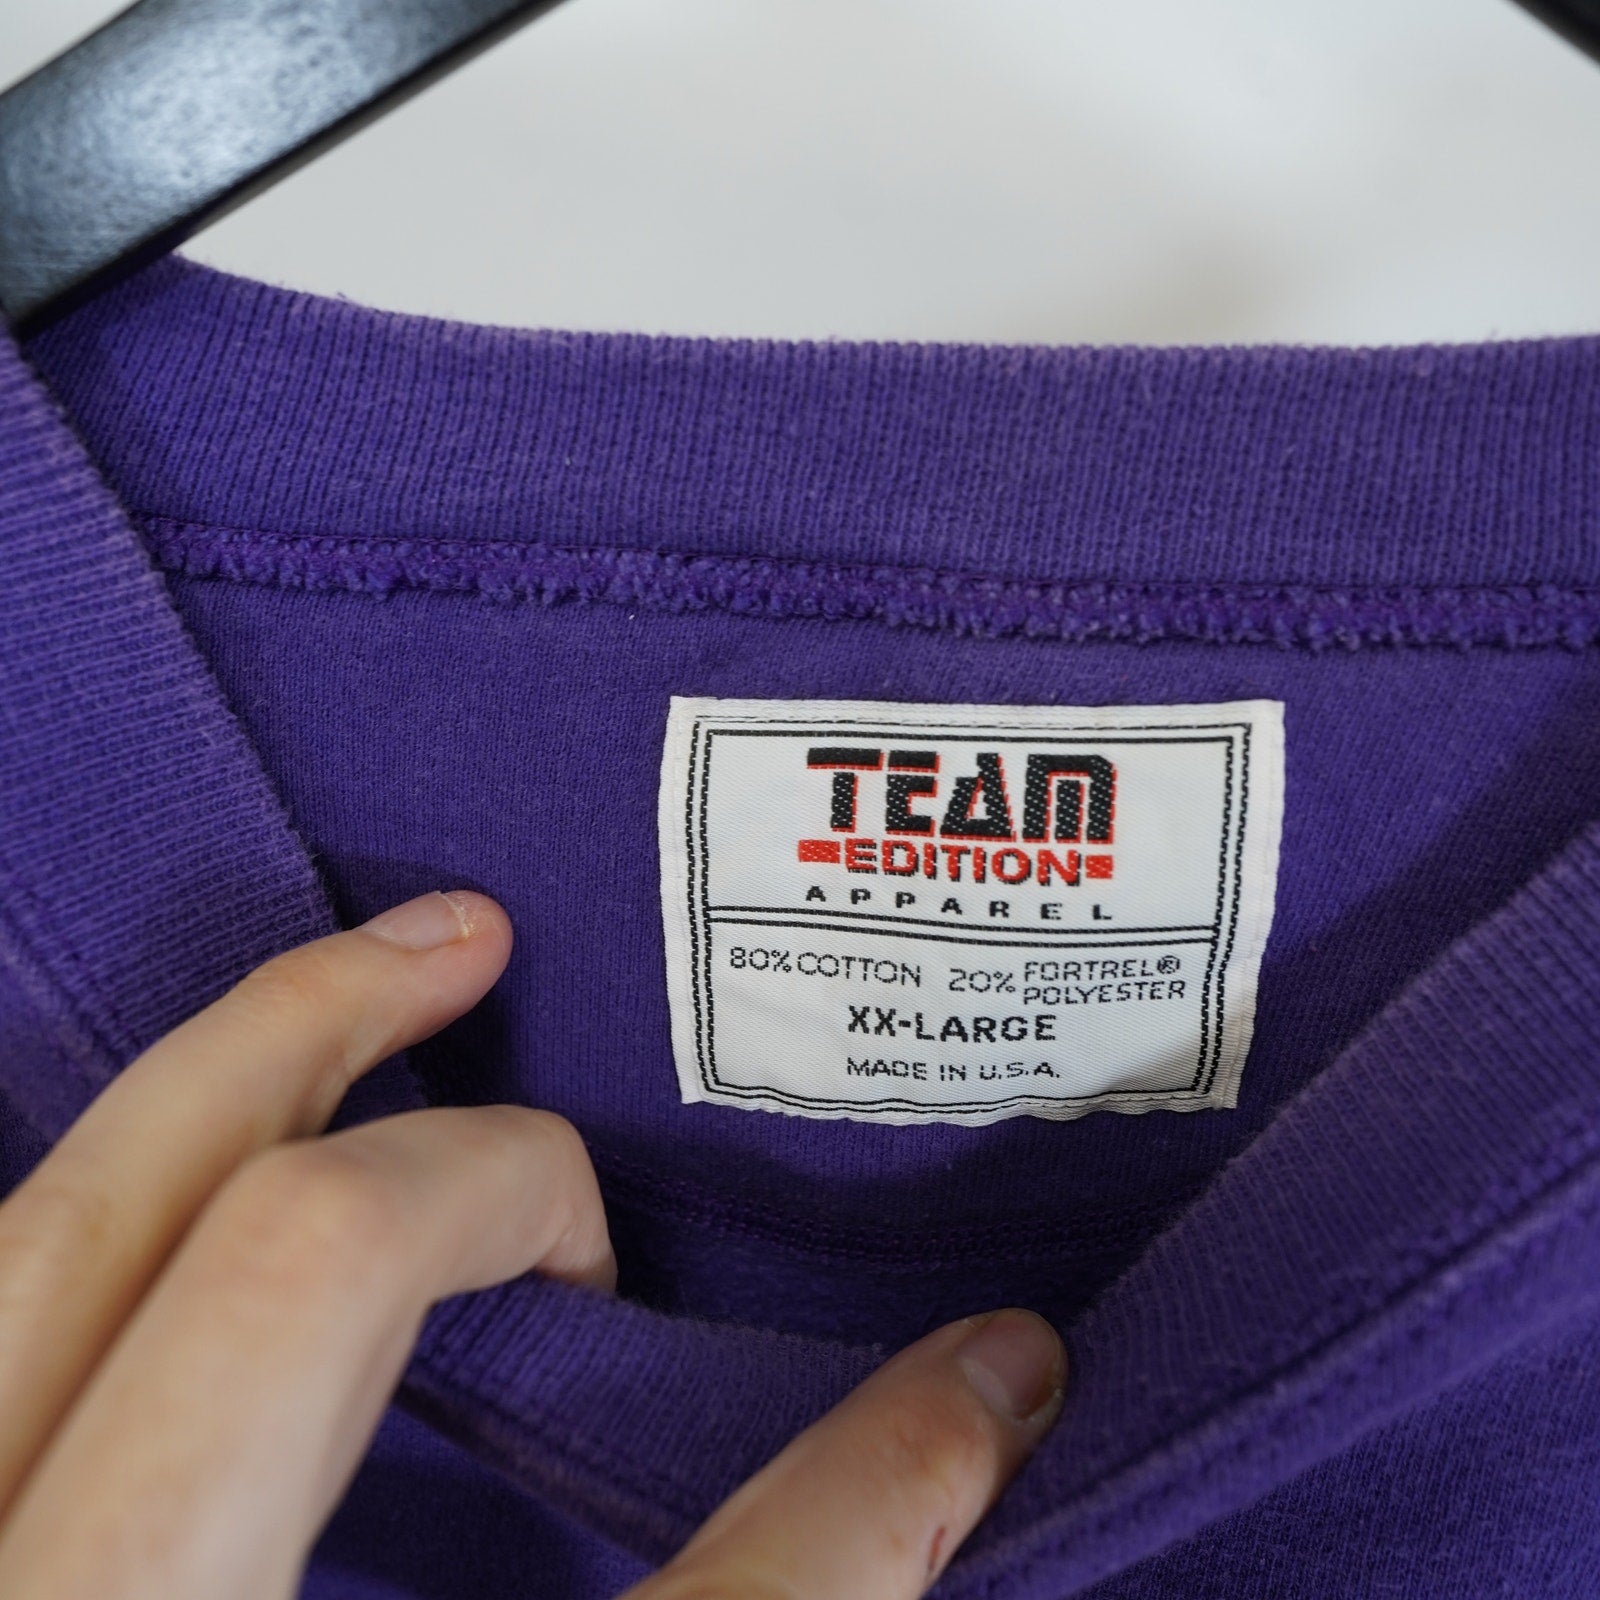 TEAM
EDITION
APPAREL
80% COTTON 20% FORTREL® POLYESTER
XX-LARGE
MADE IN U.S.A.